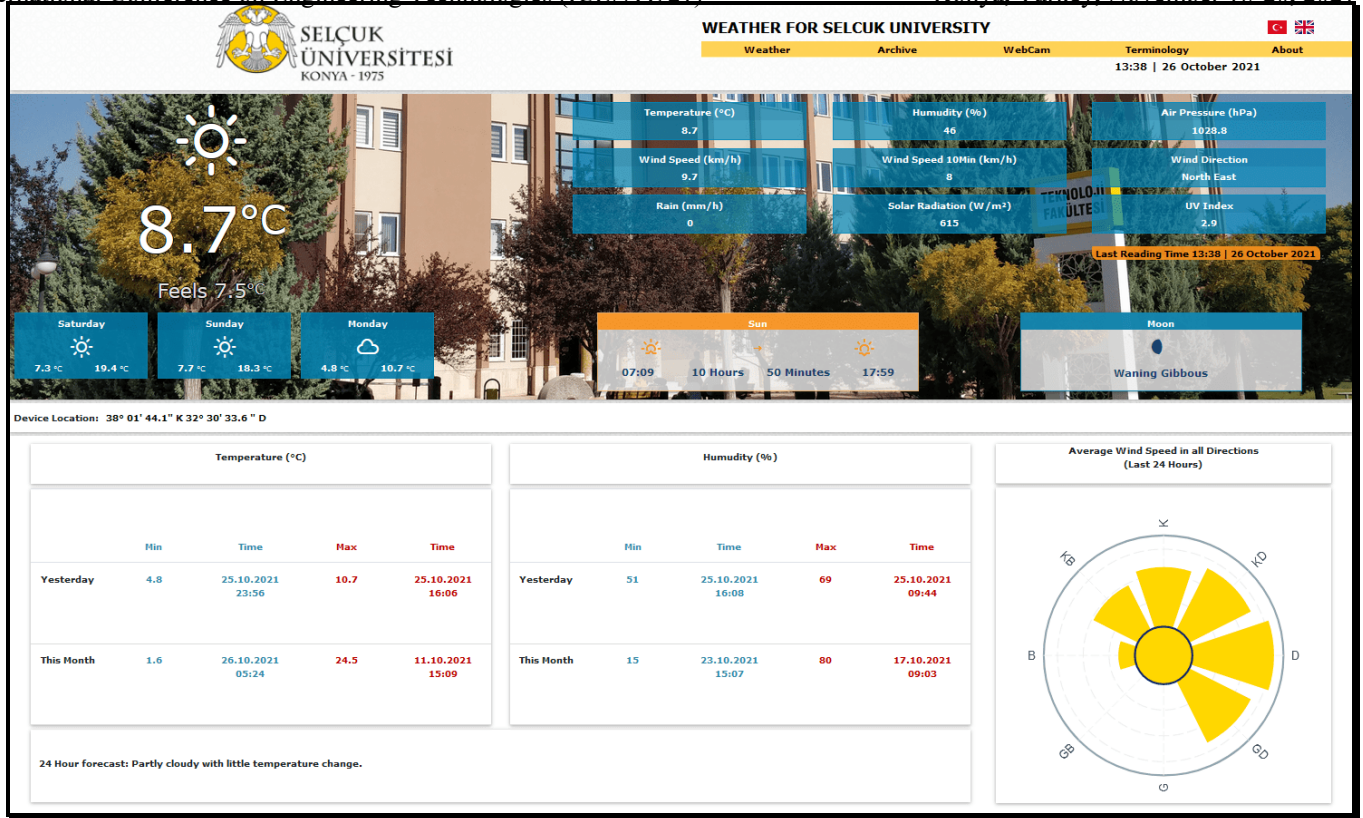 SELÇUK
ÜNİVERSİTESİ
KONYA - 1975
WEATHER FOR SELCUK UNIVERSITY
Weather Archive WebCam Terminology About
13:38 | 26 October 2021
8.7°C
Feels 7.5°C
Temperature (°C)
8.7
Humudity (%)
46
Air Pressure (hPa)
1028.8
Wind Speed (km/h)
9.7
Wind Speed 10Min (km/h)
8
Wind Direction
North East
Rain (mm/h)
0
Solar Radiation (W/m²)
615
UV Index
2.9
TEKNOLOJİ
FAKÜLTESİ
Last Reading Time 13:38 | 26 October 2021
Saturday
7.3 °C 19.4 °C
Sunday
7.7 °C 18.3 °C
Monday
4.8 °C 10.7 °C
Sun
07:09 10 Hours 50 Minutes 17:59
Moon
Waning Gibbous
Device Location: 38° 01' 44.1" K 32° 30' 33.6 " D
Temperature (°C)
Min Time Max Time
Yesterday 4.8 25.10.2021 10.7 25.10.2021
23:56 16:06
This Month 1.6 26.10.2021 24.5 11.10.2021
05:24 15:09
Humudity (%)
Min Time Max Time
Yesterday 51 25.10.2021 69 25.10.2021
16:08 09:44
This Month 15 23.10.2021 80 17.10.2021
15:07 09:03
24 Hour forecast: Partly cloudy with little temperature change.
Average Wind Speed in all Directions
(Last 24 Hours)
K
KB KD
B D
GB GD
G